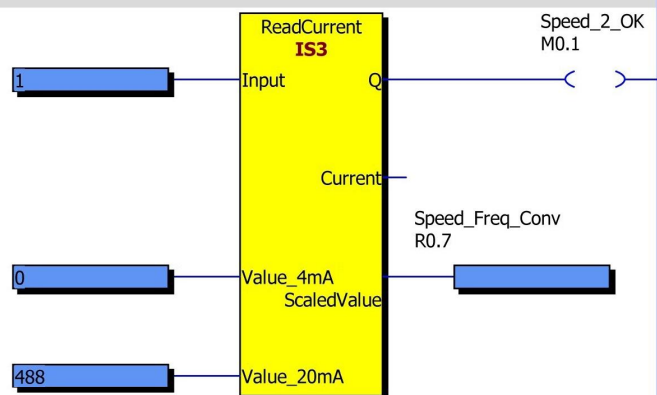 ReadCurrent
IS3
Speed_2_OK
M0.1
1
Input
Q
Current
Speed_Freq_Conv
R0.7
0
Value_4mA
ScaledValue
488
Value_20mA